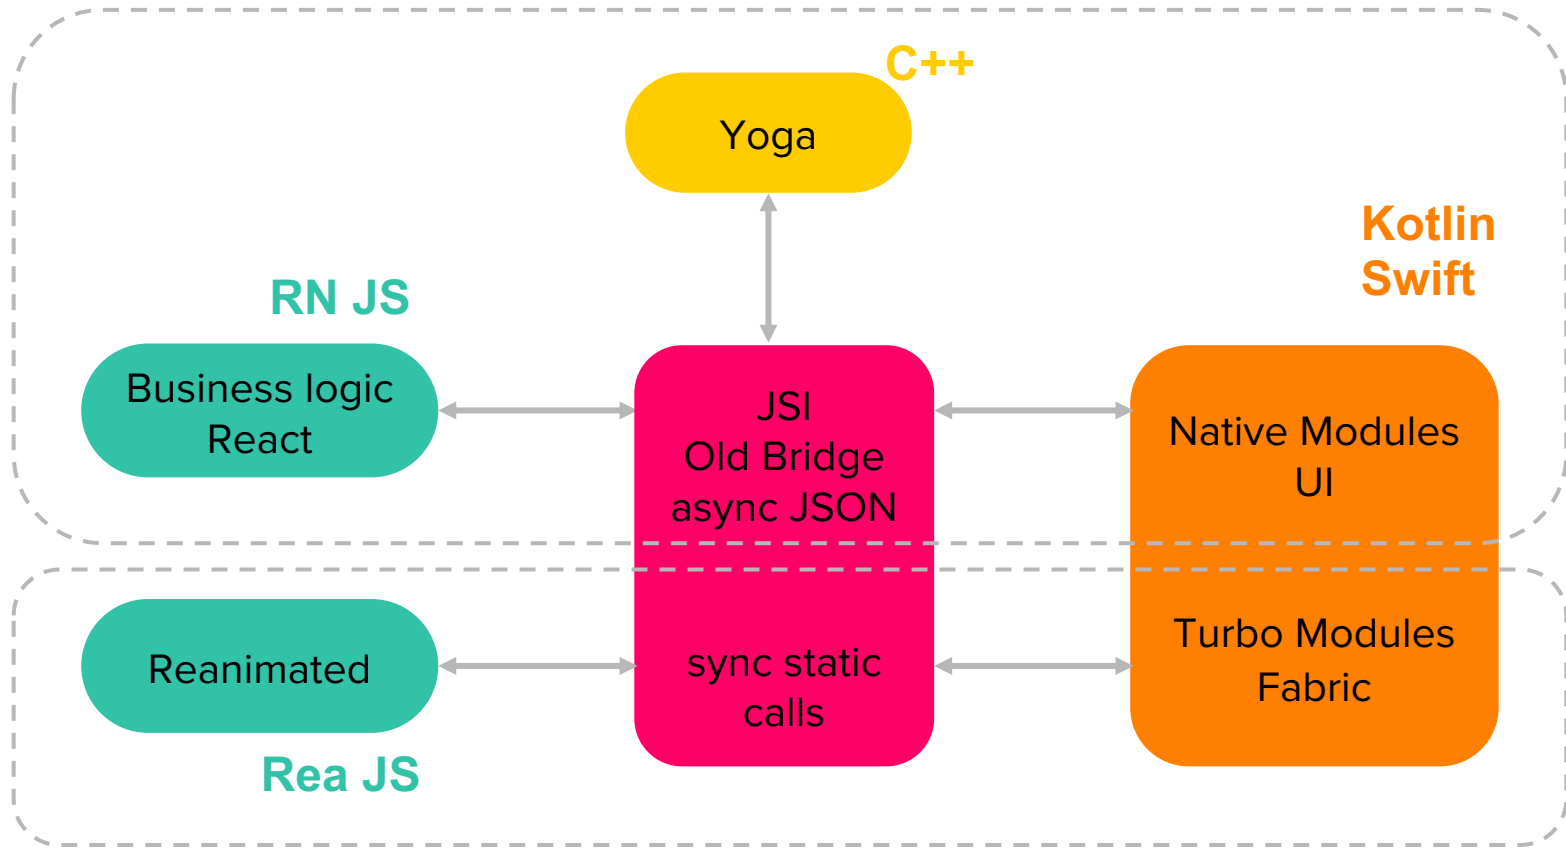 C++
Yoga
Kotlin
Swift
RN JS
Business logic
React
JSI
Old Bridge
async JSON
Native Modules
UI
Reanimated
sync static
calls
Turbo Modules
Fabric
Rea JS